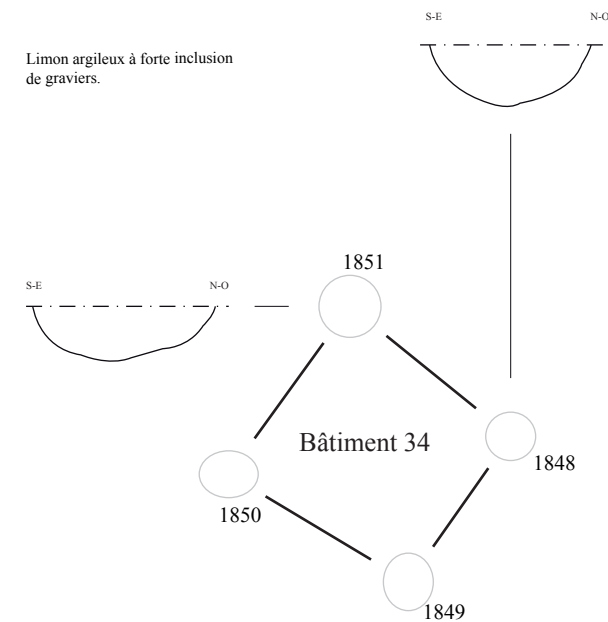 S-E N-O
Limon argileux à forte inclusion
de graviers.
1851
S-E N-O
Bâtiment 34
1848
1850
1849